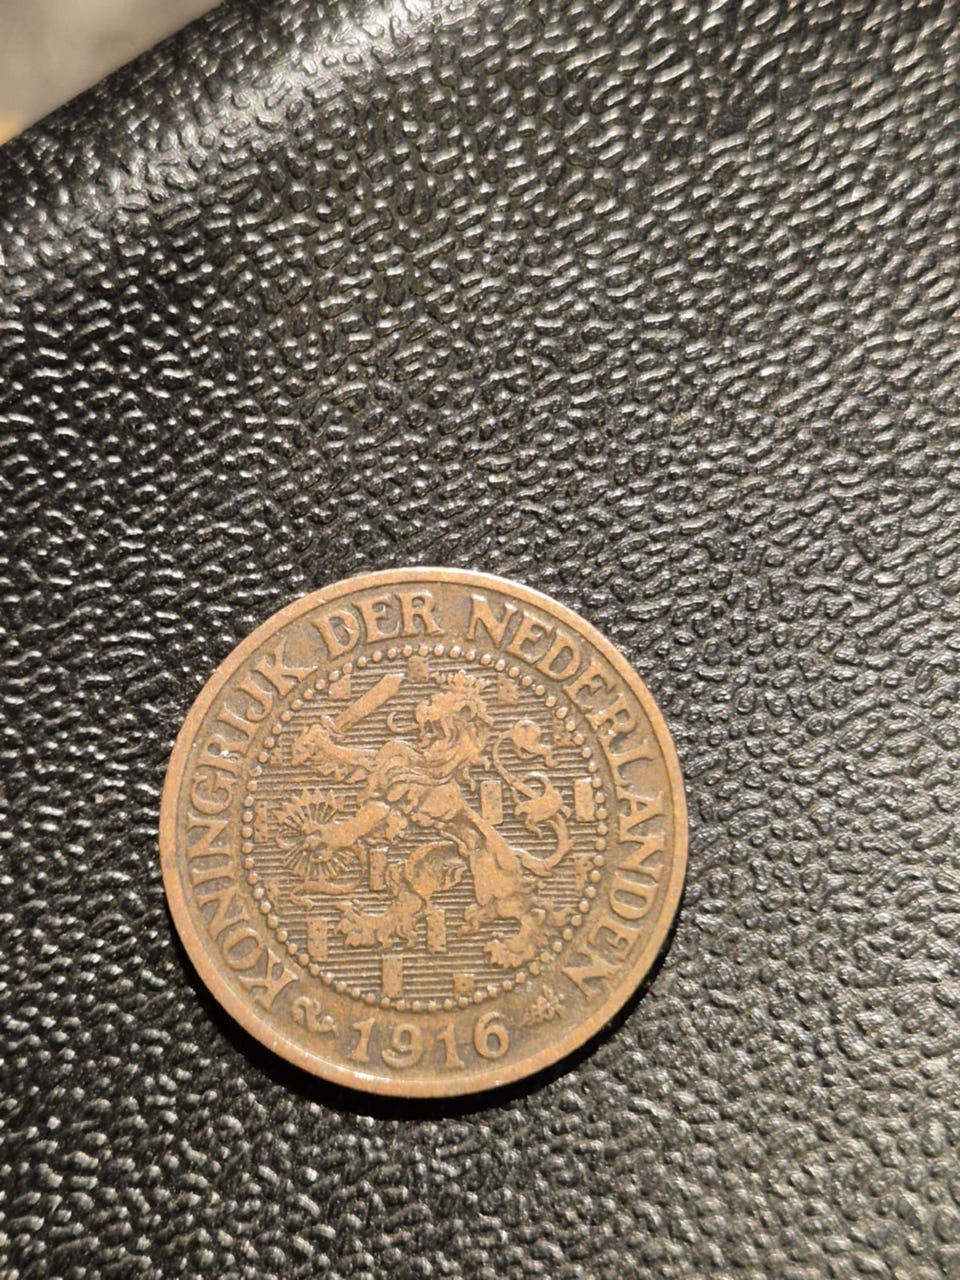 KONINGRIJK DER NEDERLANDEN
1916